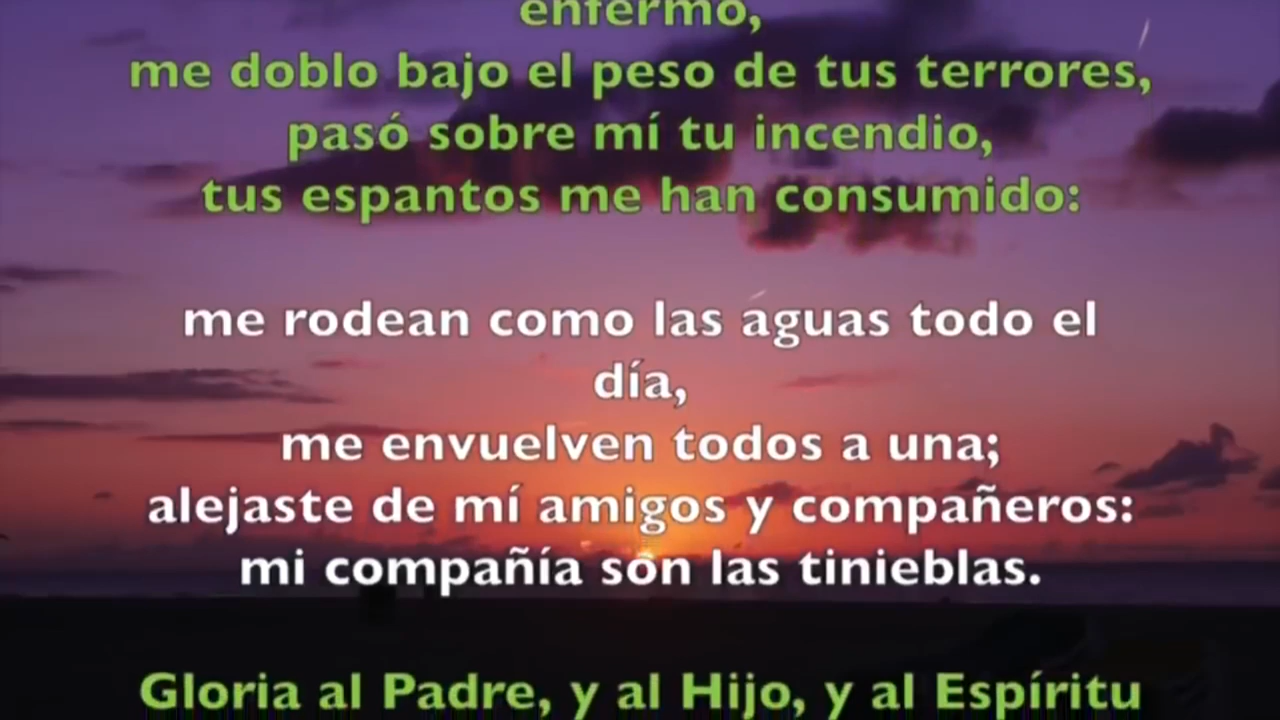 enfermo,
me doblo bajo el peso de tus terrores,
pasó sobre mí tu incendio,
tus espantos me han consumido:
me rodean como las aguas todo el
día,
me envuelven todos a una;
alejaste de mí amigos y compañeros:
mi compañía son las tinieblas.
Gloria al Padre, y al Hijo, y al Espíritu